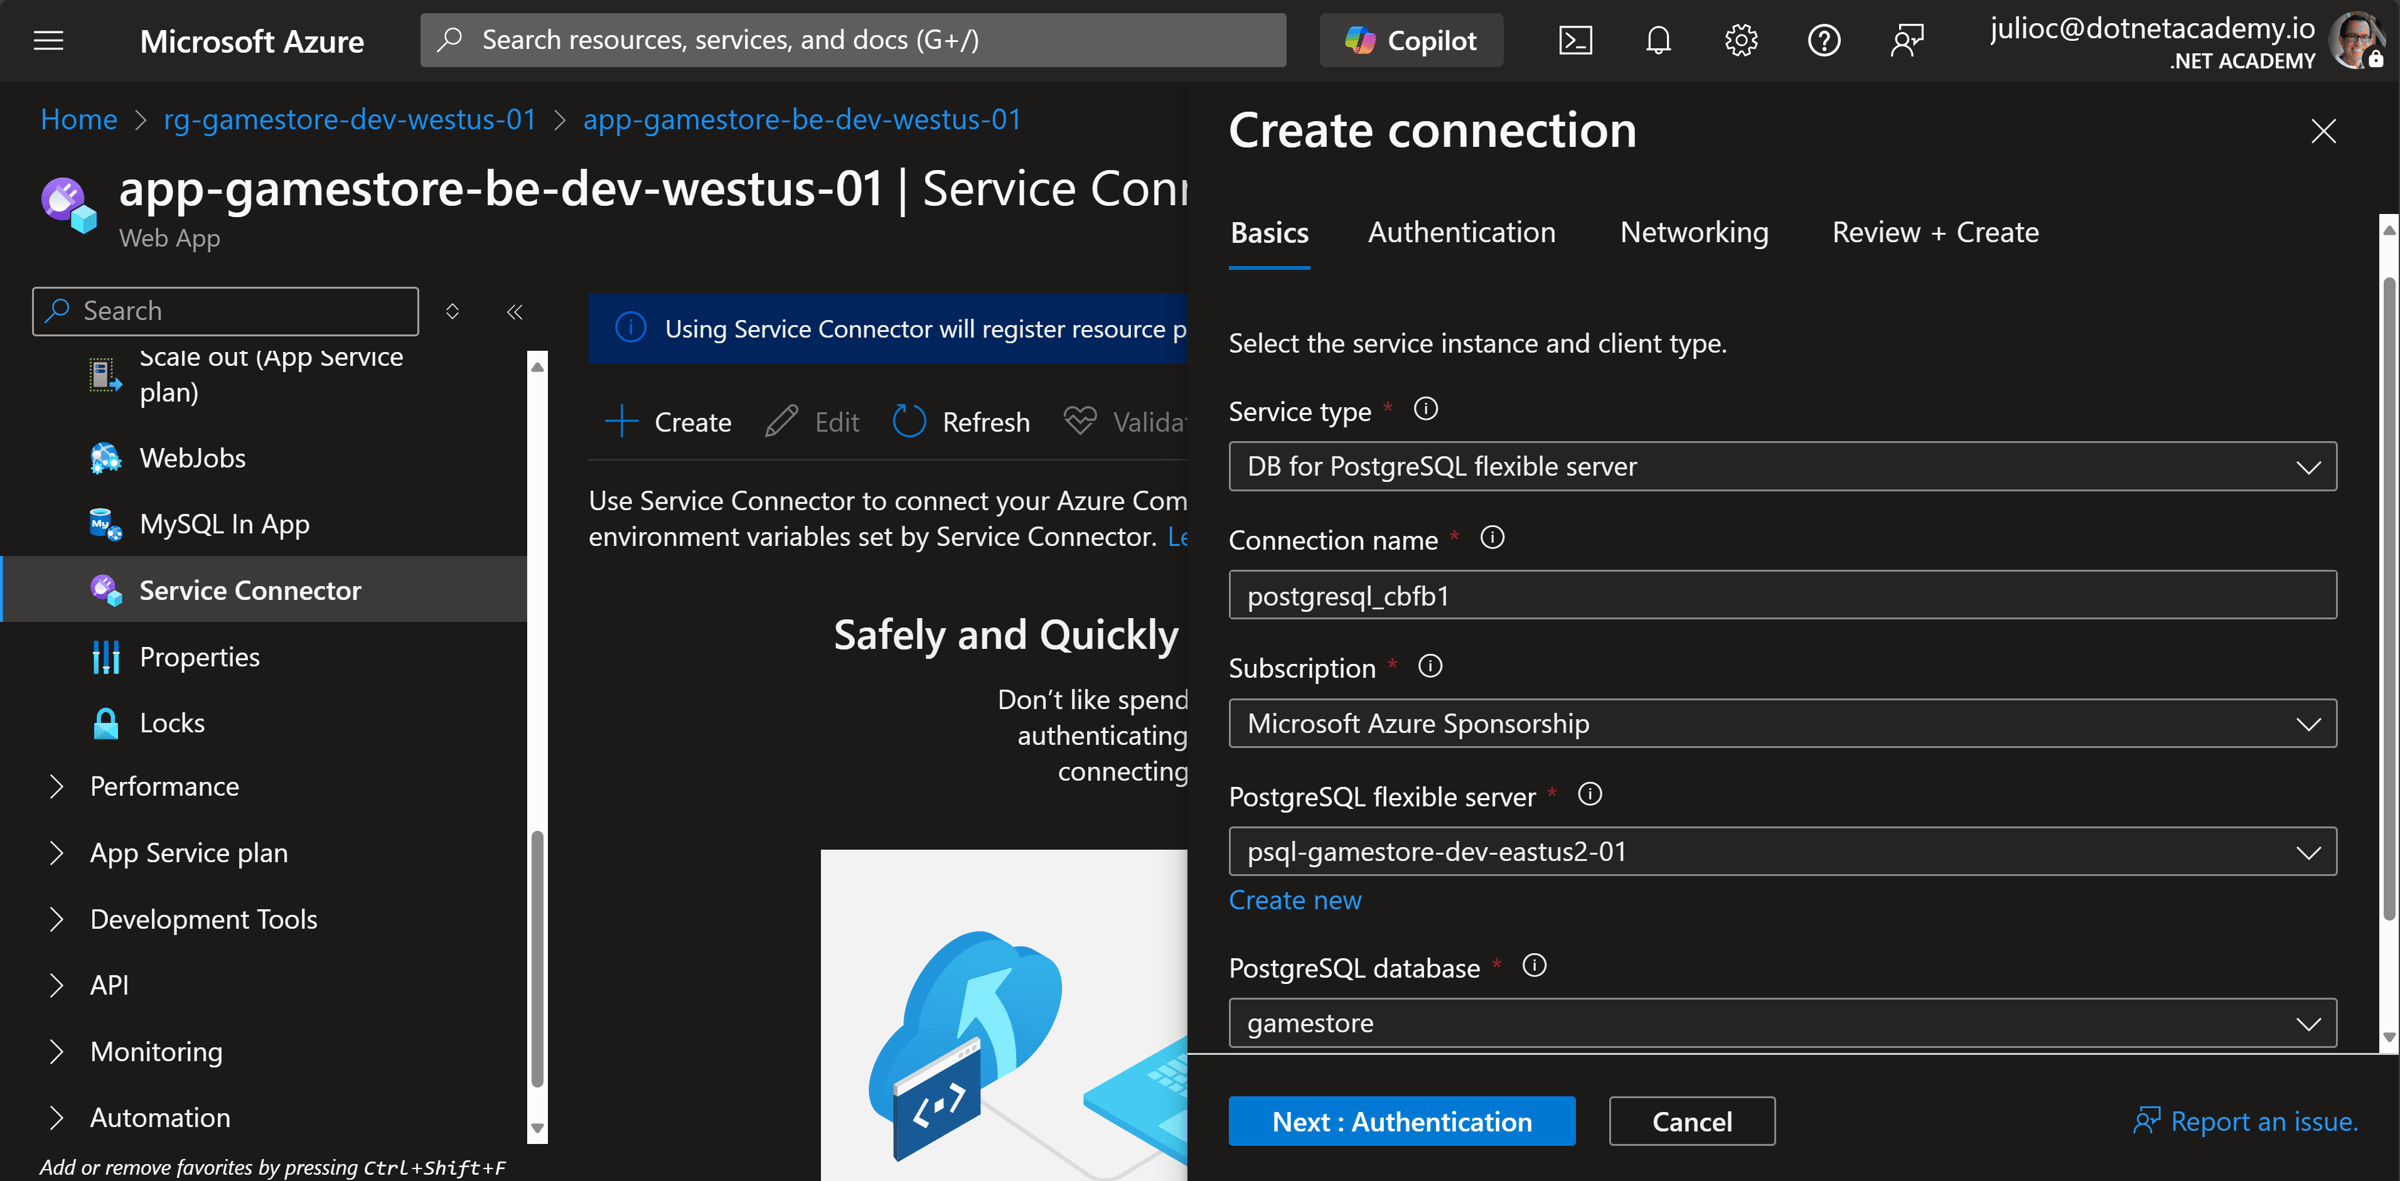 Microsoft Azure
Search resources, services, and docs (G+/)
Copilot
julioc@dotnetacademy.io
.NET ACADEMY
Home > rg-gamestore-dev-westus-01 > app-gamestore-be-dev-westus-01
app-gamestore-be-dev-westus-01 | Service Conn
Web App
Search
Scale out (App Service
plan)
WebJobs
MySQL In App
Service Connector
Properties
Locks
Performance
App Service plan
Development Tools
API
Monitoring
Automation
Add or remove favorites by pressing Ctrl+Shift+F
Using Service Connector will register resource p
Create
Edit
Refresh
Validat
Use Service Connector to connect your Azure Com
environment variables set by Service Connector. Le
Safely and Quickly
Don't like spend
authenticating
connecting
Create connection
Basics
Authentication
Networking
Review + Create
Select the service instance and client type.
Service type *
DB for PostgreSQL flexible server
Connection name *
postgresql_cbfb1
Subscription *
Microsoft Azure Sponsorship
PostgreSQL flexible server *
psql-gamestore-dev-eastus2-01
Create new
PostgreSQL database *
gamestore
Next : Authentication
Cancel
Report an issue.